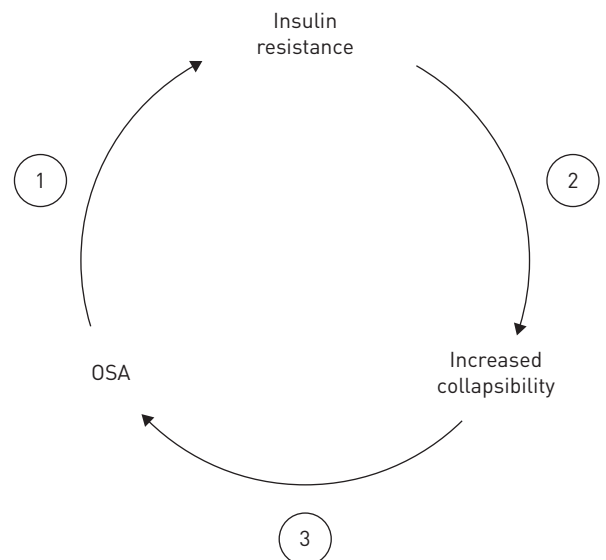 Insulin
resistance
1
2
OSA
Increased
collapsibility
3